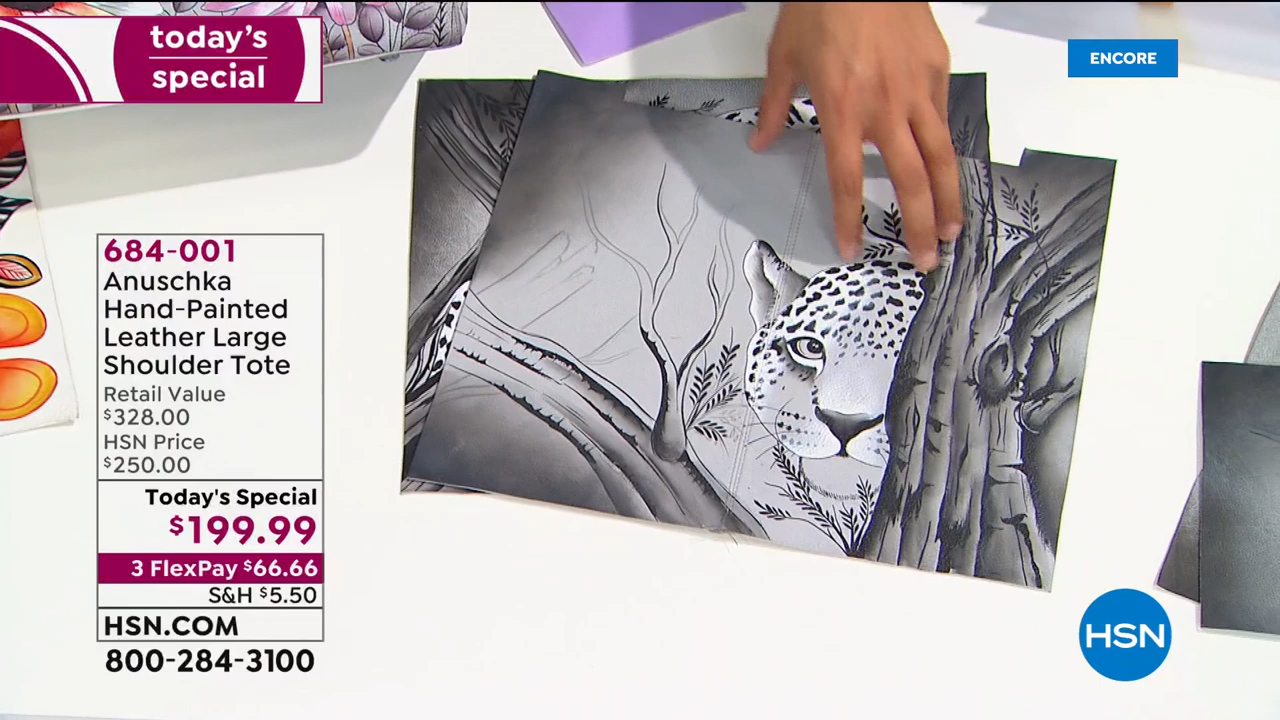 today's
special
ENCORE
684-001
Anuschka
Hand-Painted
Leather Large
Shoulder Tote
Retail Value
$328.00
HSN Price
$250.00
Today's Special
$199.99
3 FlexPay $66.66
S&H $5.50
HSN.COM
800-284-3100
HSN